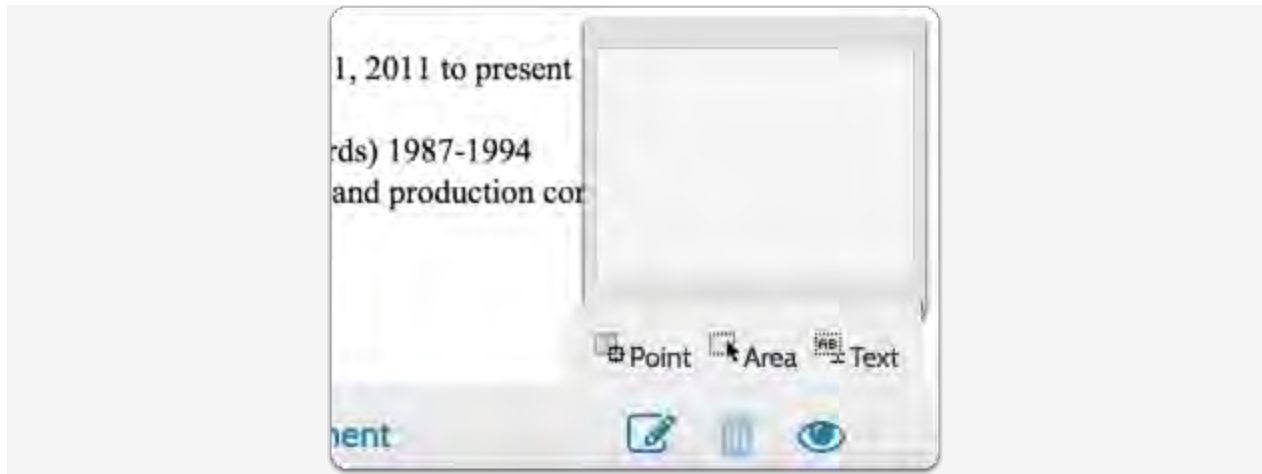 1, 2011 to present
rds) 1987-1994
and production cor
Point Area Text
nent